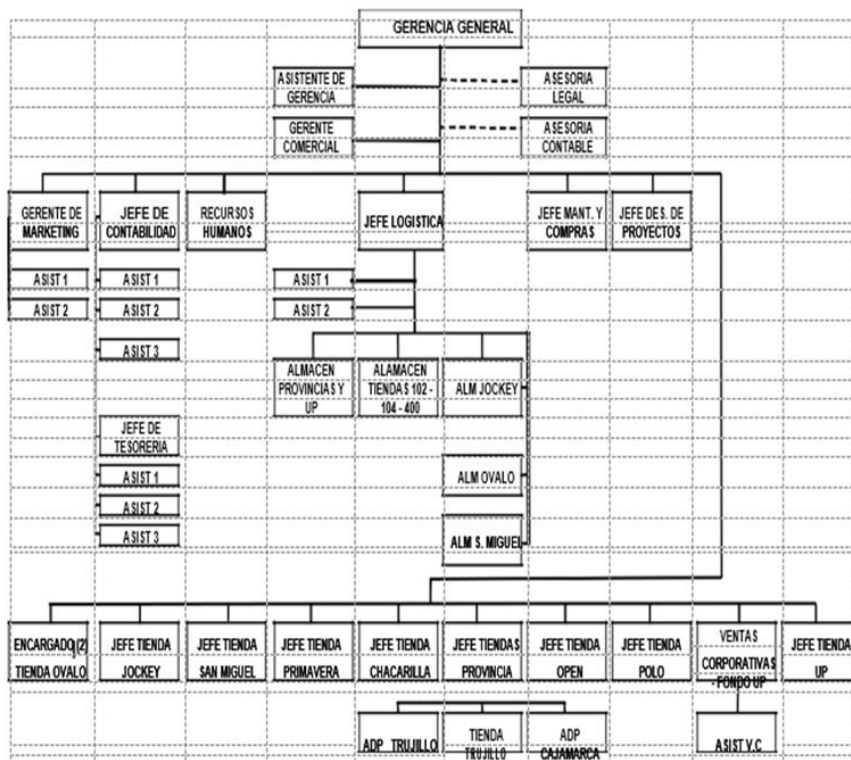 GERENCIA GENERAL
ASISTENTE DE
GERENCIA
ASESORIA
LEGAL
GERENTE
COMERCIAL
ASESORIA
CONTABLE
GERENTE DE
MARKETING
JEFE DE
CONTABILIDAD
RECURSOS
HUMANOS
JEFE LOGISTICA
JEFE MANT. Y
COMPRAS
JEFE DES. DE
PROYECTOS
ASIST 1
ASIST 2
ASIST 1
ASIST 2
ASIST 3
JEFE DE
TESORERIA
ASIST 1
ASIST 2
ASIST 3
ASIST 1
ASIST 2
ALMACEN
PROVINCIAS Y
UP
ALAMACEN
TIENDAS 102 -
104 - 400
ALM JOCKEY
ALM OVALO
ALM S. MIGUEL
ENCARGADO (2)
TIENDA OVALO
JEFE TIENDA
JOCKEY
JEFE TIENDA
SAN MIGUEL
JEFE TIENDA
PRIMAVERA
JEFE TIENDA
CHACARILLA
JEFE TIENDAS
PROVINCIA
JEFE TIENDA
OPEN
JEFE TIENDA
POLO
VENTAS
CORPORATIVAS
- FONDO UP
JEFE TIENDA
UP
ADP TRUJILLO
TIENDA
TRUJILLO
ADP
CAJAMARCA
ASIST V.C